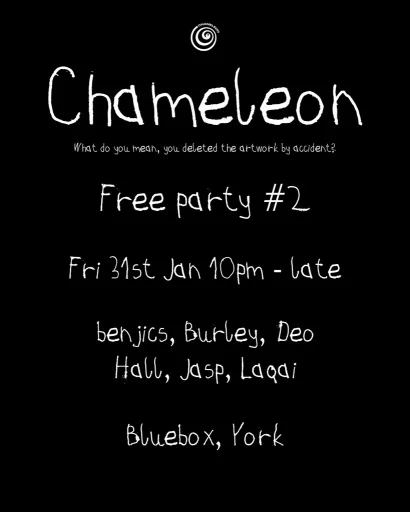 Chameleon
What do you mean, you deleted the artwork by accident?
Free party #2
Fri 31st Jan 10pm - late
benjics, Burley, Deo
Hall, Jasp, Laqai
Bluebox, York